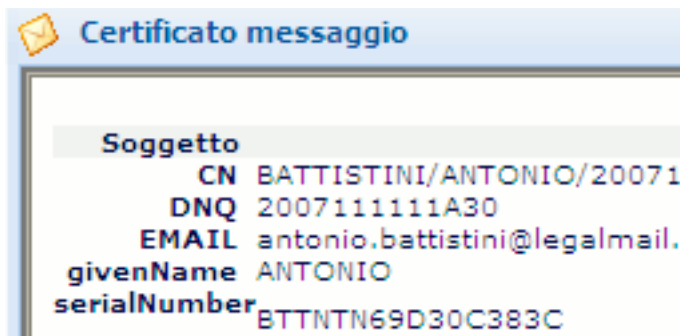 Certificato messaggio
Soggetto
CN BATTISTINI/ANTONIO/20071
DNQ 2007111111A30
EMAIL antonio.battistini@legalmail.
givenName ANTONIO
serialNumber BTTNTN69D30C383C